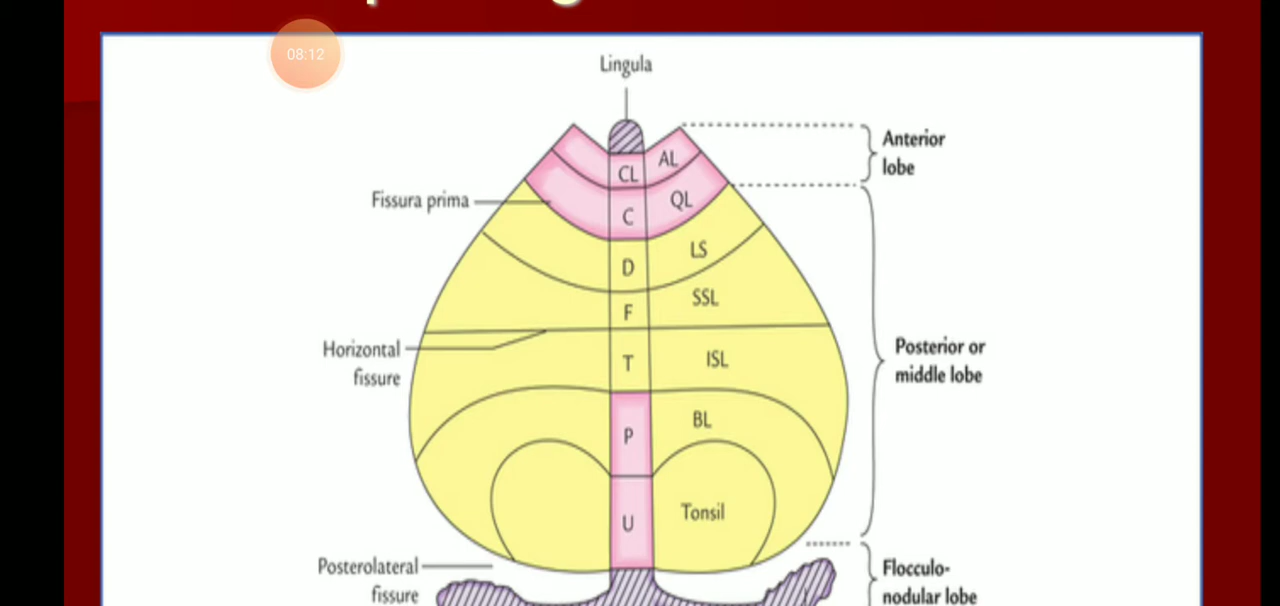 08:12
Lingula
Anterior
lobe
AL
CL
QL
Fissura prima
C
LS
D
SSL
F
Horizontal
fissure
T
ISL
Posterior or
middle lobe
BL
P
Tonsil
U
Posterolateral
fissure
Flocculo-
nodular lobe